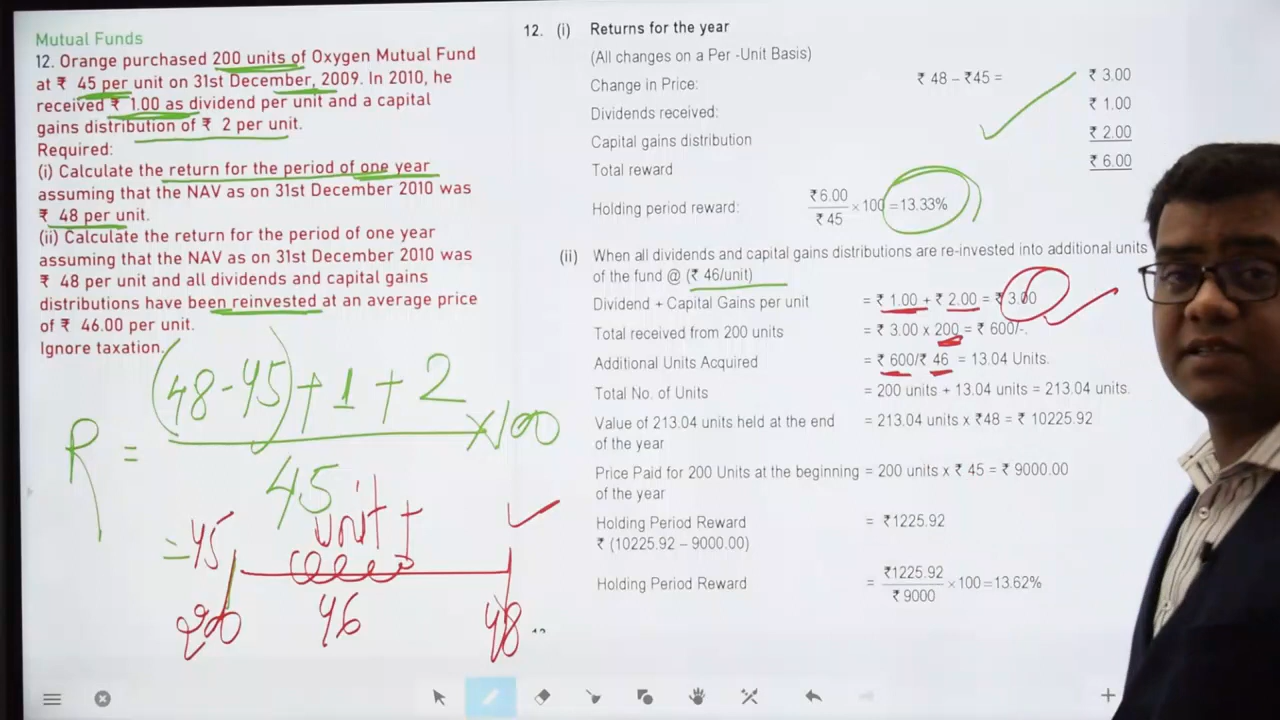 Mutual Funds
12. Orange purchased 200 units of Oxygen Mutual Fund
at ₹ 45 per unit on 31st December, 2009. In 2010, he
received ₹ 1.00 as dividend per unit and a capital
gains distribution of ₹ 2 per unit.
Required:
(i) Calculate the return for the period of one year
assuming that the NAV as on 31st December 2010 was
₹ 48 per unit.
(ii) Calculate the return for the period of one year
assuming that the NAV as on 31st December 2010 was
₹ 48 per unit and all dividends and capital gains
distributions have been reinvested at an average price
of ₹ 46.00 per unit.
Ignore taxation.
R = (48-45)+1+2
×100
45
=
45
unit↑
200
46
48
12. (i) Returns for the year
(All changes on a Per -Unit Basis)
Change in Price: ₹ 48 – ₹45 = ₹ 3.00
Dividends received: ₹ 1.00
Capital gains distribution ₹ 2.00
Total reward ₹ 6.00
Holding period reward: ₹6.00
₹ 45
×100 =13.33%
(ii) When all dividends and capital gains distributions are re-invested into additional units
of the fund @ (₹ 46/unit)
Dividend + Capital Gains per unit = ₹ 1.00 + ₹ 2.00 = ₹ 3.00
Total received from 200 units = ₹ 3.00 x 200 = ₹ 600/-.
Additional Units Acquired = ₹ 600/₹ 46 = 13.04 Units.
Total No. of Units = 200 units + 13.04 units = 213.04 units.
Value of 213.04 units held at the end = 213.04 units x ₹48 = ₹ 10225.92
of the year
Price Paid for 200 Units at the beginning = 200 units x ₹ 45 = ₹ 9000.00
of the year
Holding Period Reward = ₹1225.92
₹ (10225.92 – 9000.00)
Holding Period Reward = ₹1225.92
₹ 9000
×100=13.62%